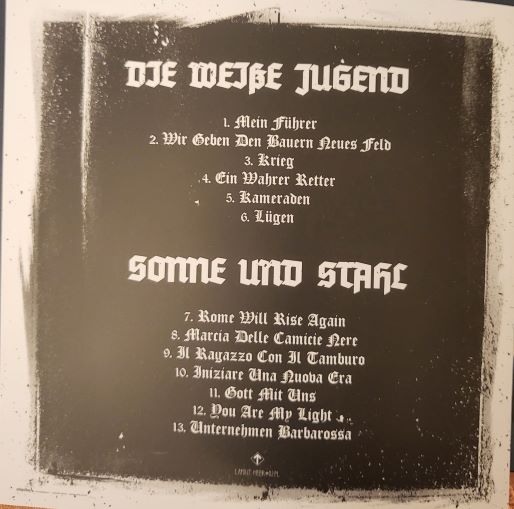 DIE WEIẞE JUGEND
1. Mein Führer
2. Wir Geben Den Bauern Neues Feld
3. Krieg
4. Ein Wahrer Retter
5. Kameraden
6. Lügen
SONNE UND STAHL
7. Rome Will Rise Again
8. Marcia Delle Camicie Nere
9. Il Ragazzo Con Il Tamburo
10. Iniziare Una Nuova Era
11. Gott Mit Uns
12. You Are My Light
13. Unternehmen Barbarossa